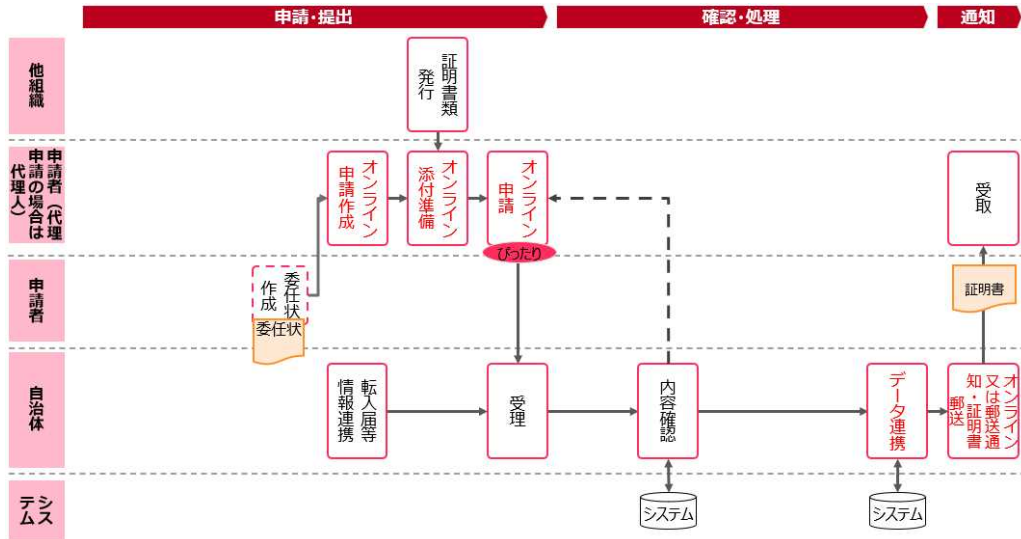 申請・提出
確認・処理
通知
他組織
証明書類
発行
申請者（代理
申請の場合は
代理人）
オンライン
申請作成
オンライン
添付準備
オンライン
申請
ぴったり
受取
申請者
委任状
作成
委任状
証明書
自治体
転入届等
情報連携
受理
内容確認
データ連携
オンライン
又は郵送通
知・証明書
郵送
シス
テム
システム
システム